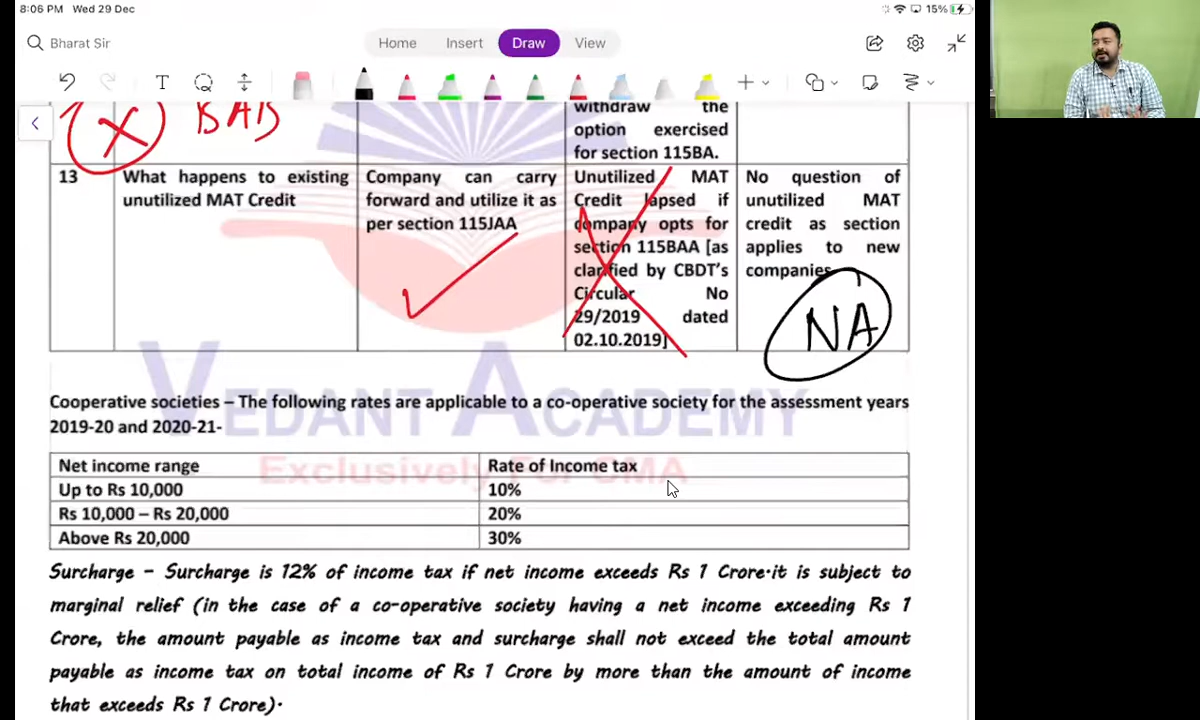 8:06 PM Wed 29 Dec
15%
Bharat Sir
Home Insert Draw View
T
BAD
withdraw the
option exercised
for section 115BA.
13
What happens to existing
unutilized MAT Credit
Company can carry
forward and utilize it as
per section 115JAA
Unutilized MAT
Credit lapsed if
company opts for
section 115BAA [as
clarified by CBDT's
Circular No
29/2019 dated
02.10.2019]
No question of
unutilized MAT
credit as section
applies to new
companies
NA
VEDANT ACADEMY
Exclusively For CMA
Cooperative societies – The following rates are applicable to a co-operative society for the assessment years
2019-20 and 2020-21-
Net income range Rate of Income tax
Up to Rs 10,000 10%
Rs 10,000 – Rs 20,000 20%
Above Rs 20,000 30%
Surcharge – Surcharge is 12% of income tax if net income exceeds Rs 1 Crore.it is subject to
marginal relief (in the case of a co-operative society having a net income exceeding Rs 1
Crore, the amount payable as income tax and surcharge shall not exceed the total amount
payable as income tax on total income of Rs 1 Crore by more than the amount of income
that exceeds Rs 1 Crore).